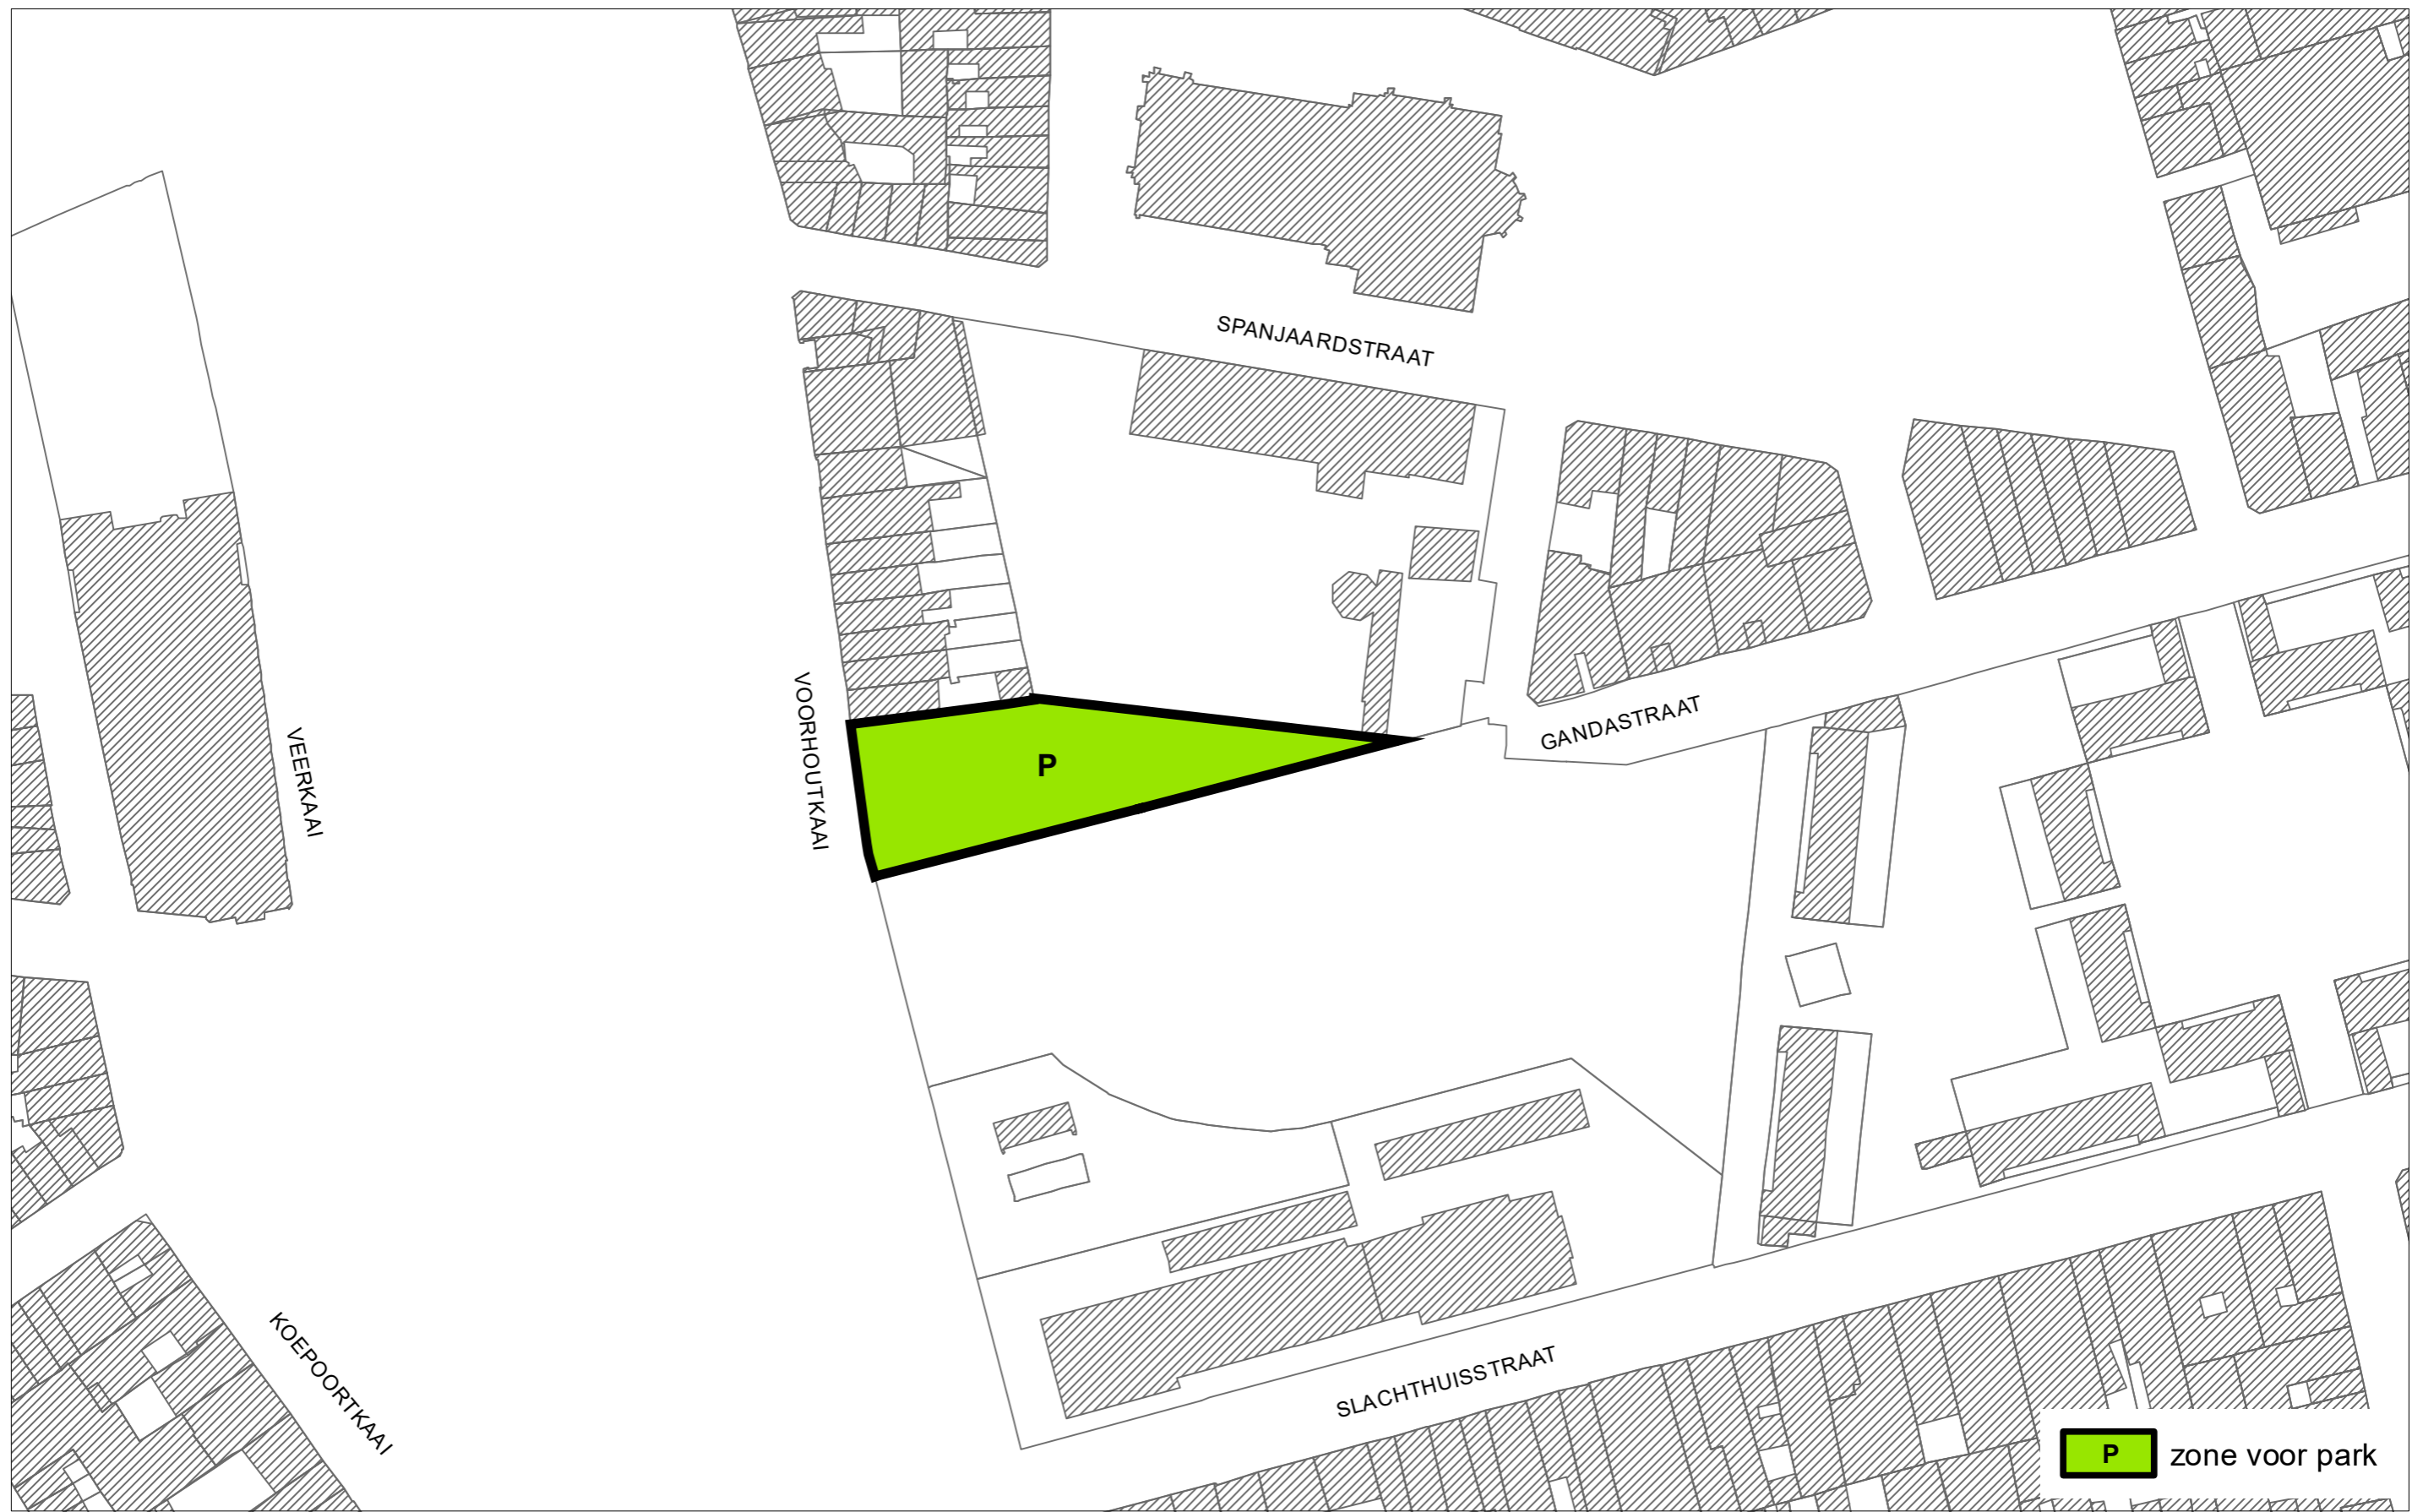 SPANJAARDSTRAAT
VOORHOUTKAAI
GANDASTRAAT
VEERKAAI
P
KOEPOORTKAAI
SLACHTHUISSTRAAT
P zone voor park